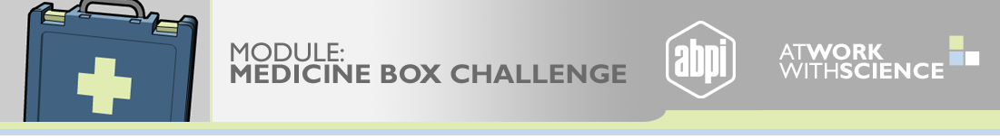 MODULE:
MEDICINE BOX CHALLENGE
abpi
ATWORK
WITHSCIENCE